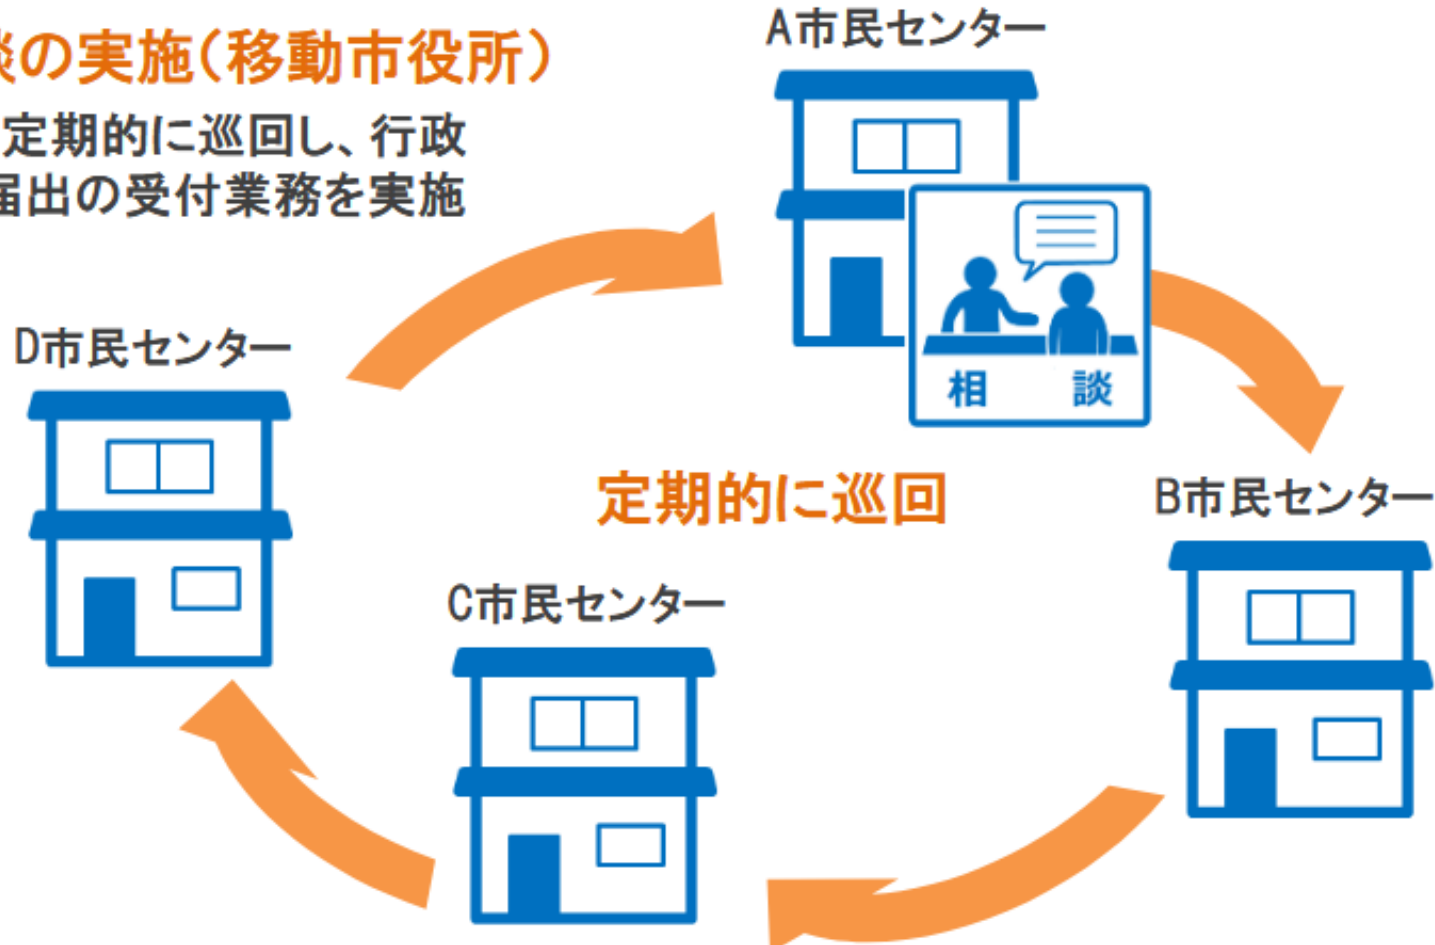 談の実施(移動市役所)
定期的に巡回し、行政
届出の受付業務を実施
A市民センター
相 談
D市民センター
定期的に巡回
B市民センター
C市民センター